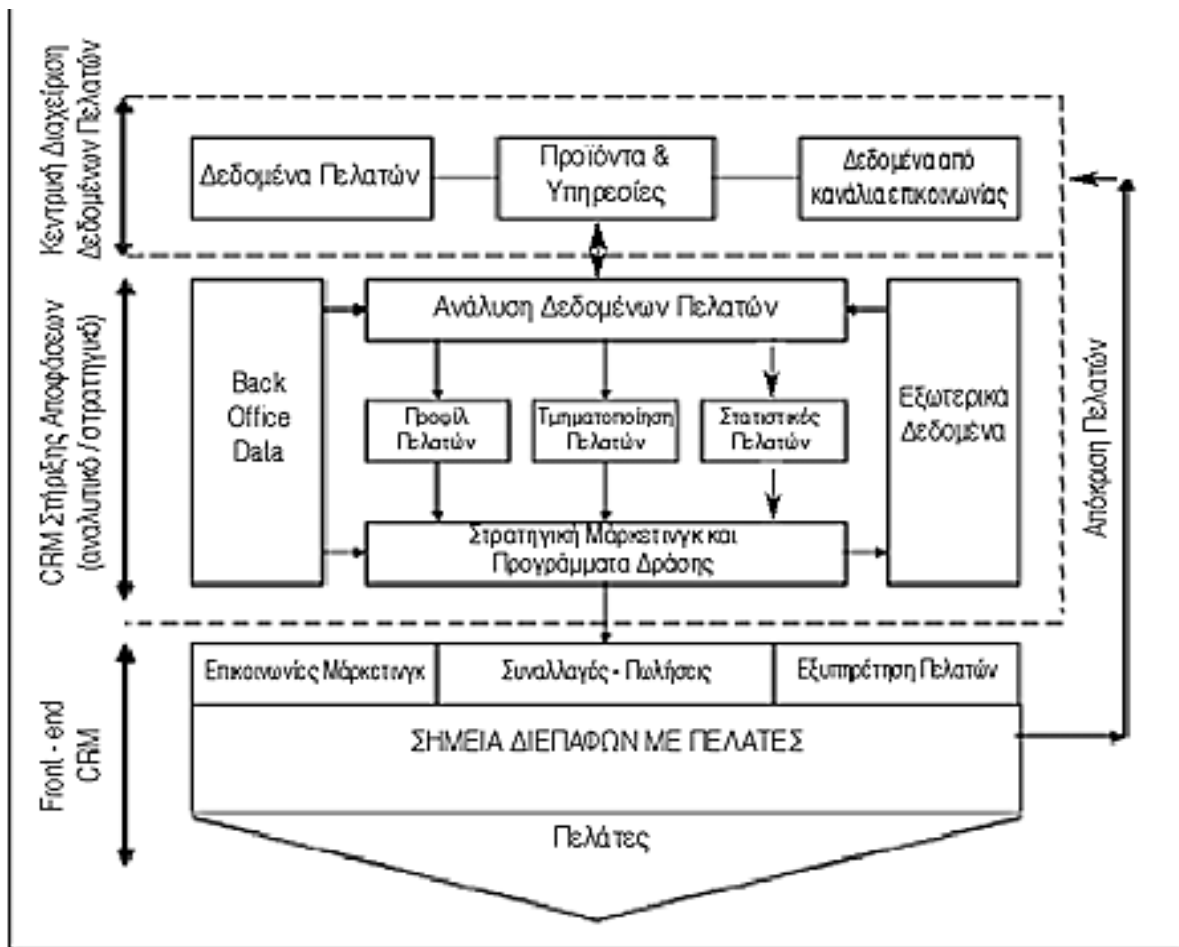 Κεντρική Διαχείριση
Δεδομένων Πελατών
Δεδομένα Πελατών
Προϊόντα &
Υπηρεσίες
Δεδομένα από
κανάλια επικοινωνίας
CRM Στήριξης Αποφάσεων
(αναλυτικό / στρατηγικό)
Back
Office
Dala
Ανάλυση Δεδομένων Πελατών
Προφίλ
Πελατών
Τμηματοποίηση
Πελατών
Στατιστικές
Πελατών
Στρατηγική Μάρκετινγκ και
Προγράμματα Δράσης
Εξωτερικά
Δεδομένα
Απόκριση Πελατών
Front - end
CRM
Επικοινωνίες Μάρκετινγκ
Συναλλαγές - Πωλήσεις
Εξυπηρέτηση Πελατών
ΣΗΜΕΙΑ ΔΙΕΠΑΦΩΝ ΜΕ ΠΕΛΑΤΕΣ
Πελάτες